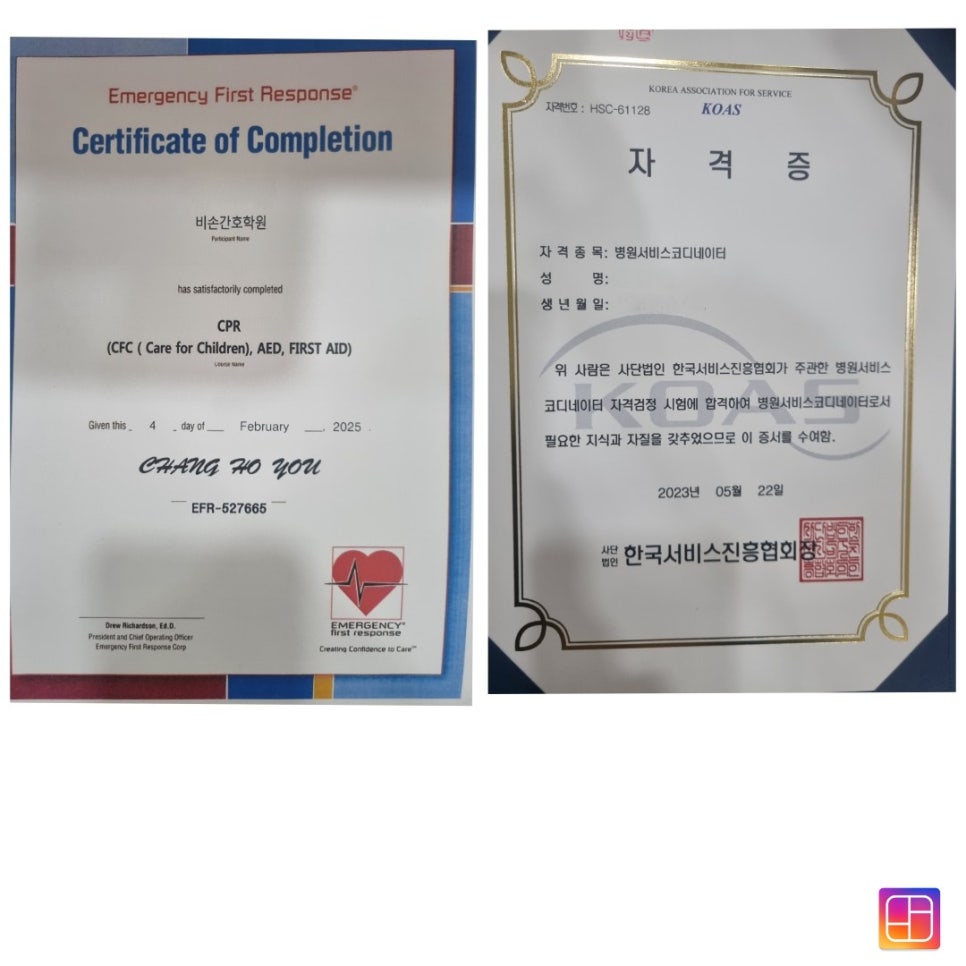 Emergency First Response®
Certificate of Completion
비손간호학원
Participant Name
has satisfactorily completed
CPR
(CFC ( Care for Children), AED, FIRST AID)
Course Name
Given this 4 day of February , 2025 .
CHANG HO YOU
EFR-527665
Drew Richardson, Ed.D.
President and Chief Operating Officer
Emergency First Response Corp
EMERGENCY®
first response
Creating Confidence to Care™
KOREA ASSOCIATION FOR SERVICE
자격번호 : HSC-61128
KOAS
자 격 증
자 격 종 목: 병원서비스코디네이터
성 명:
생 년 월 일:
KOAS
위 사람은 사단법인 한국서비스진흥협회가 주관한 병원서비스
코디네이터 자격검정 시험에 합격하여 병원서비스코디네이터로서
필요한 지식과 자질을 갖추었으므로 이 증서를 수여함.
2023년 05월 22일
사단
법인 한국서비스진흥협회장